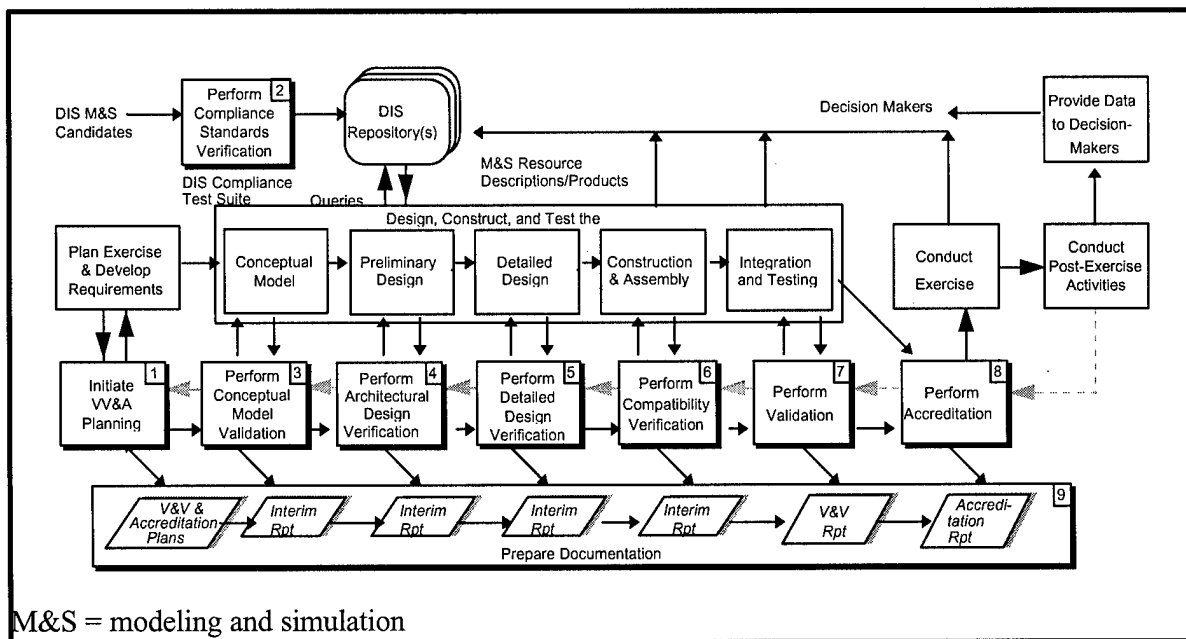 DIS M&S
Candidates
2
Perform
Compliance
Standards
Verification
DIS Compliance
Test Suite
DIS
Repository(s)
Queries
M&S Resource
Descriptions/Products
Decision Makers
Provide Data
to Decision-
Makers
Plan Exercise
& Develop
Requirements
Design, Construct, and Test the
Conceptual
Model
Preliminary
Design
Detailed
Design
Construction
& Assembly
Integration
and Testing
Conduct
Exercise
Conduct
Post-Exercise
Activities
1
Initiate
VV&A
Planning
3
Perform
Conceptual
Model
Validation
4
Perform
Architectural
Design
Verification
5
Perform
Detailed
Design
Verification
6
Perform
Compatibility
Verification
7
Perform
Validation
8
Perform
Accreditation
9
V&V &
Accreditation
Plans
Interim
Rpt
Interim
Rpt
Interim
Rpt
Interim
Rpt
V&V
Rpt
Accredi-
tation
Rpt
Prepare Documentation
M&S = modeling and simulation